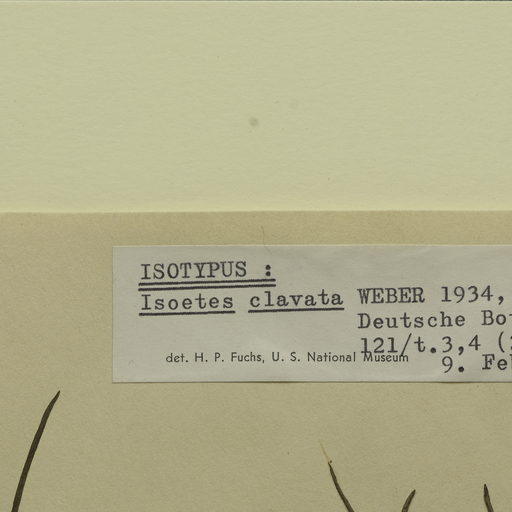 ISOTYPUS :
Isoetes clavata WEBER 1934,
Deutsche Bo
121/t.3,4 (
det. H. P. Fuchs, U. S. National Museum
9. Fe